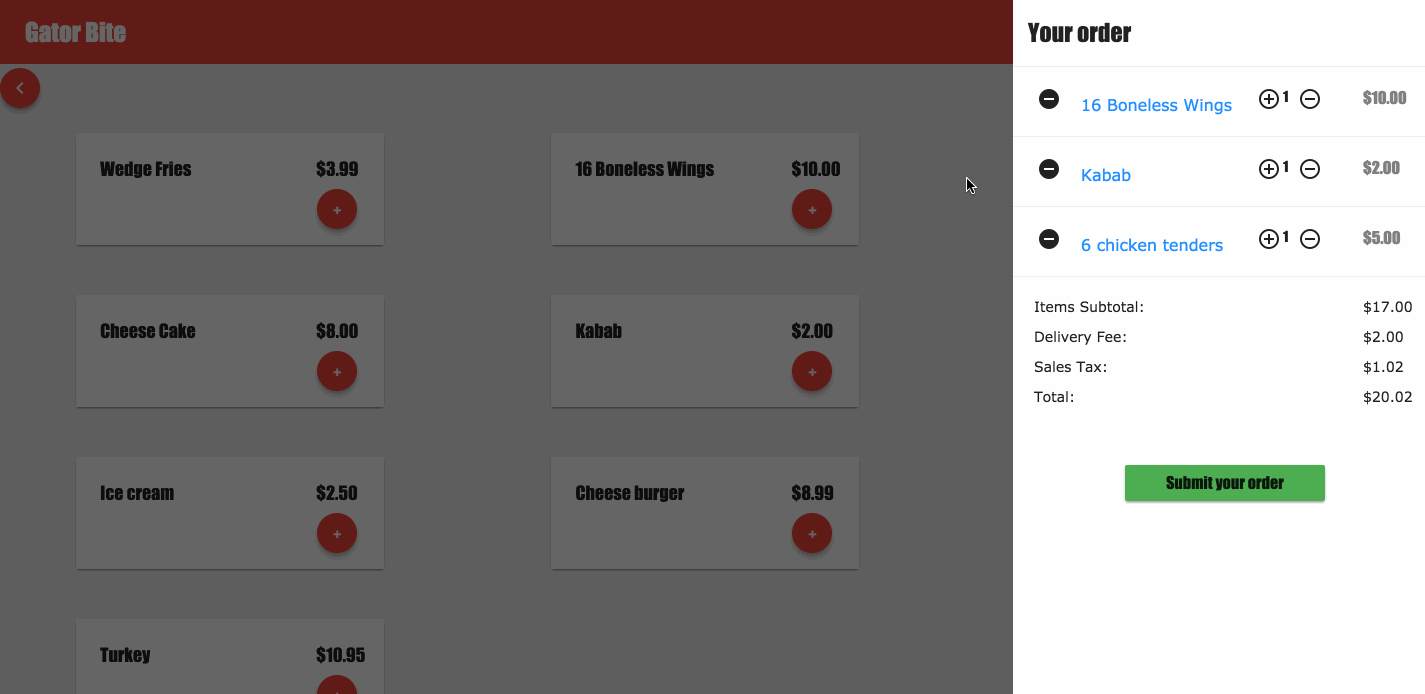 Gator Bite
Wedge Fries $3.99
+
16 Boneless Wings $10.00
+
Cheese Cake $8.00
+
Kabab $2.00
+
Ice cream $2.50
+
Cheese burger $8.99
+
Turkey $10.95
+
Your order
16 Boneless Wings 1 $10.00
Kabab 1 $2.00
6 chicken tenders 1 $5.00
Items Subtotal: $17.00
Delivery Fee: $2.00
Sales Tax: $1.02
Total: $20.02
Submit your order